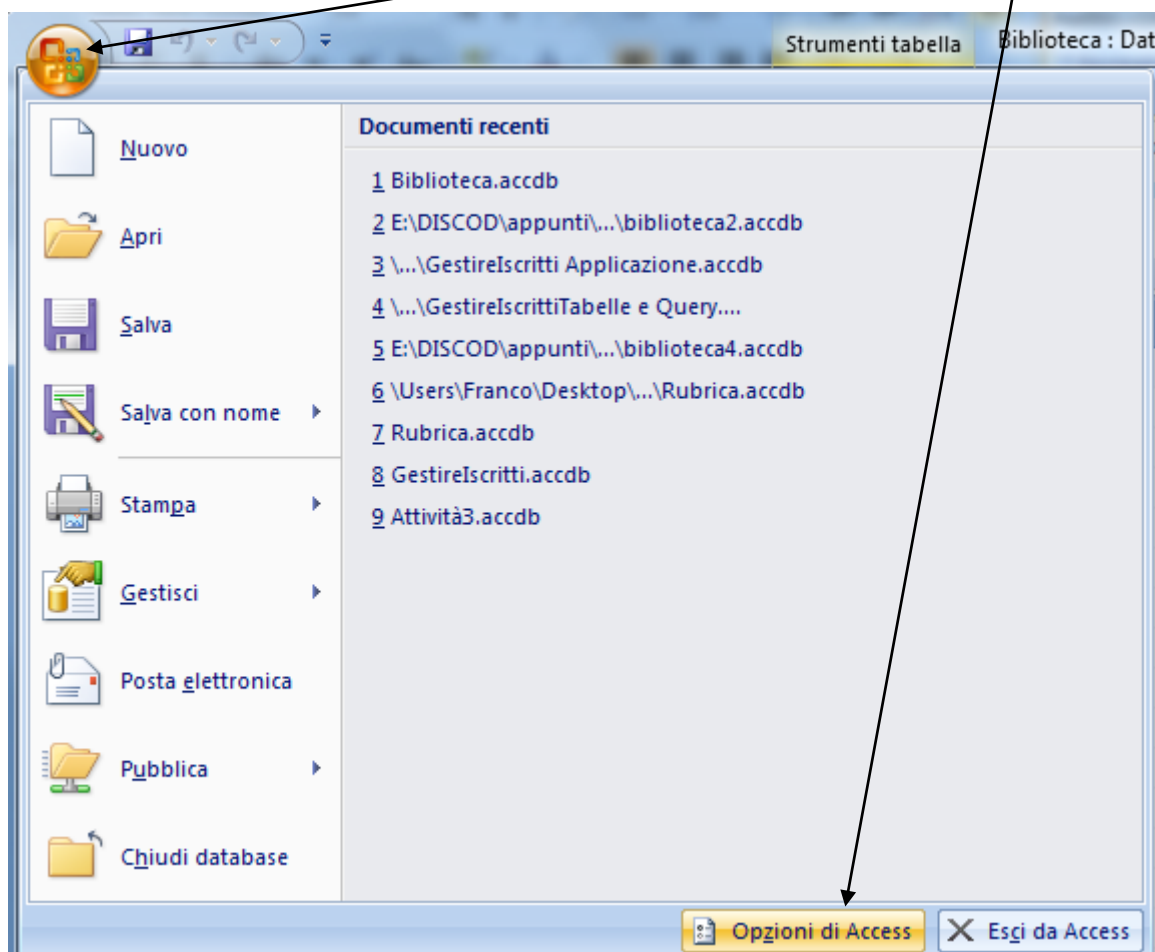 Strumenti tabella
Biblioteca : Dat
Nuovo
Apri
Salva
Salva con nome
Stampa
Gestisci
Posta elettronica
Pubblica
Chiudi database
Documenti recenti
1 Biblioteca.accdb
2 E:\DISCOD\appunti\...\biblioteca2.accdb
3 \...\GestireIscritti Applicazione.accdb
4 \...\GestireIscrittiTabelle e Query....
5 E:\DISCOD\appunti\...\biblioteca4.accdb
6 \Users\Franco\Desktop\...\Rubrica.accdb
7 Rubrica.accdb
8 GestireIscritti.accdb
9 Attività3.accdb
Opzioni di Access
Esci da Access